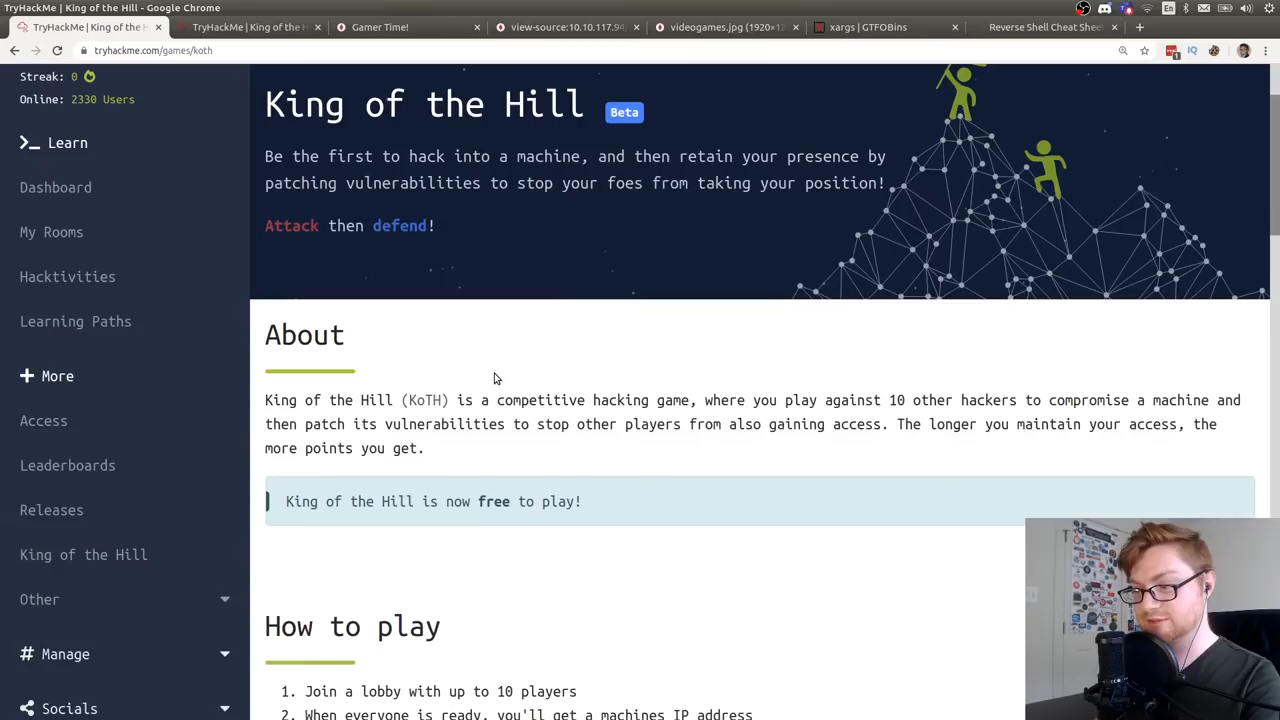 TryHackMe | King of the Hill - Google Chrome
En
TryHackMe | King of the H
TryHackMe | King of the H
Gamer Time!
view-source:10.10.117.94
videogames.jpg (1920×12
xargs | GTFOBins
Reverse Shell Cheat Shee
tryhackme.com/games/koth
1
IQ
Streak: 0
Online: 2330 Users
Learn
Dashboard
My Rooms
Hacktivities
Learning Paths
More
Access
Leaderboards
Releases
King of the Hill
Other
Manage
Socials
King of the Hill Beta
Be the first to hack into a machine, and then retain your presence by
patching vulnerabilities to stop your foes from taking your position!
Attack then defend!
About
King of the Hill (KoTH) is a competitive hacking game, where you play against 10 other hackers to compromise a machine and
then patch its vulnerabilities to stop other players from also gaining access. The longer you maintain your access, the
more points you get.
King of the Hill is now free to play!
How to play
1. Join a lobby with up to 10 players
2. When everyone is ready, you'll get a machines IP address